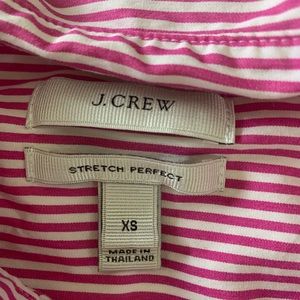 J.CREW
STRETCH PERFECT
XS
MADE IN
THAILAND